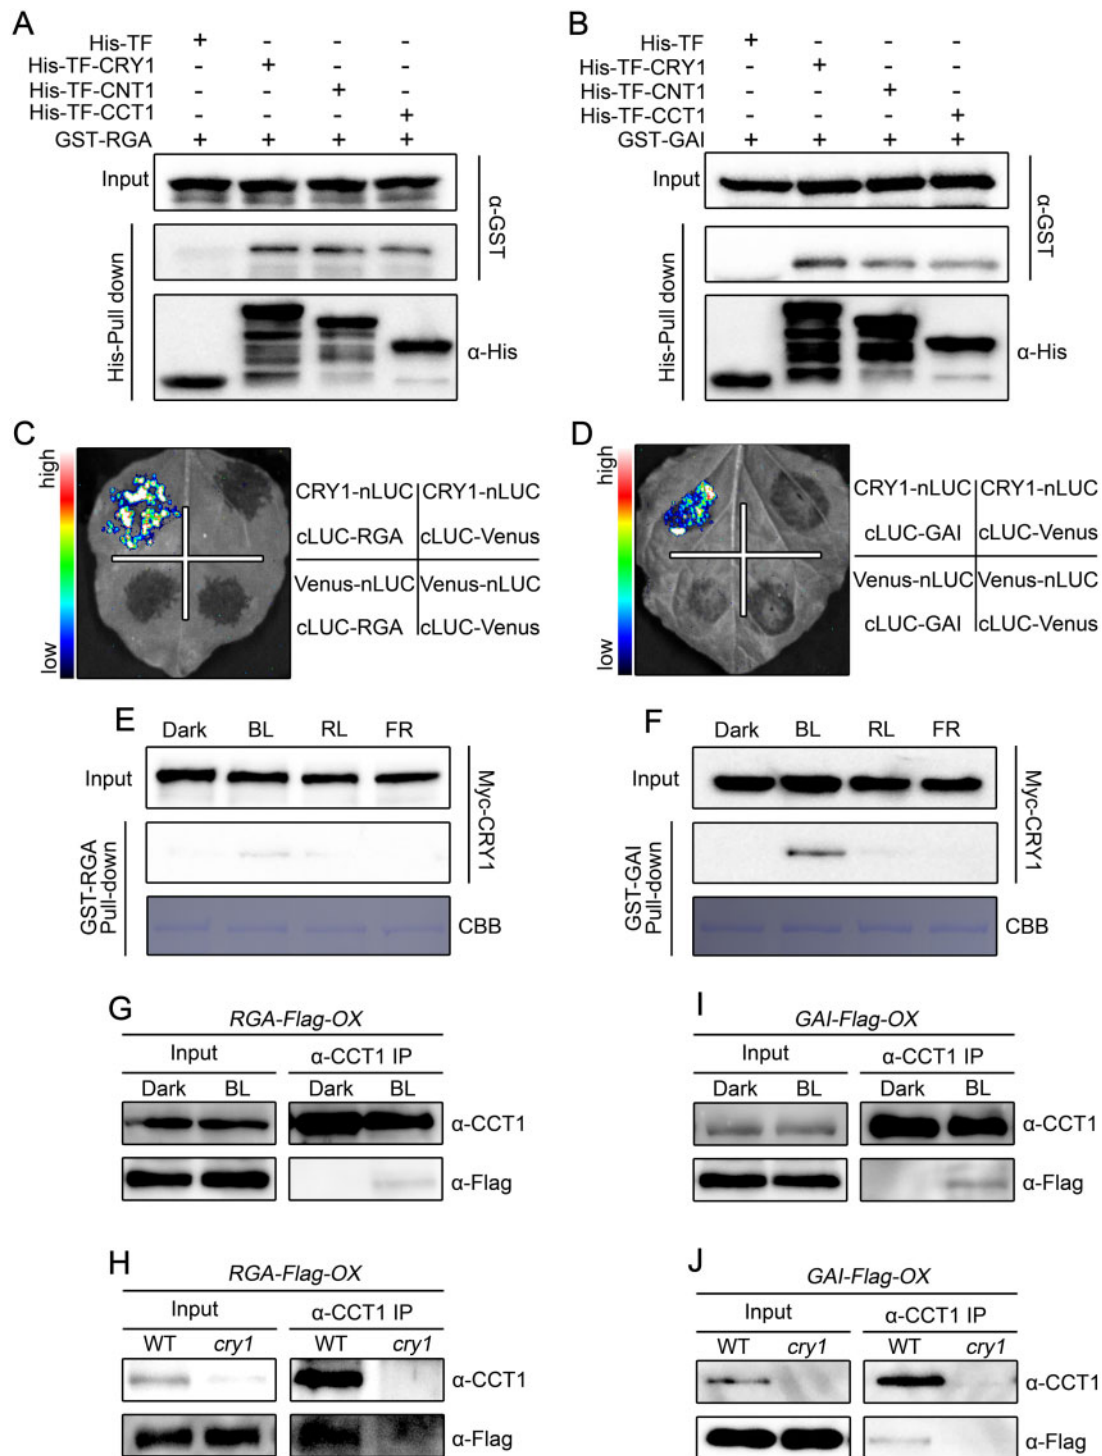 A
His-TF + - - -
His-TF-CRY1 - + - -
His-TF-CNT1 - - + -
His-TF-CCT1 - - - +
GST-RGA + + + +
Input
α-GST
His-Pull down
α-His
B
His-TF + - - -
His-TF-CRY1 - + - -
His-TF-CNT1 - - + -
His-TF-CCT1 - - - +
GST-GAI + + + +
Input
α-GST
His-Pull down
α-His
C
high
low
CRY1-nLUC CRY1-nLUC
cLUC-RGA cLUC-Venus
Venus-nLUC Venus-nLUC
cLUC-RGA cLUC-Venus
D
high
low
CRY1-nLUC CRY1-nLUC
cLUC-GAI cLUC-Venus
Venus-nLUC Venus-nLUC
cLUC-GAI cLUC-Venus
E
Dark BL RL FR
Input
Myc-CRY1
GST-RGA
Pull-down
CBB
F
Dark BL RL FR
Input
Myc-CRY1
GST-GAI
Pull-down
CBB
G
RGA-Flag-OX
Input α-CCT1 IP
Dark BL Dark BL
α-CCT1
α-Flag
I
GAI-Flag-OX
Input α-CCT1 IP
Dark BL Dark BL
α-CCT1
α-Flag
H
RGA-Flag-OX
Input α-CCT1 IP
WT cry1 WT cry1
α-CCT1
α-Flag
J
GAI-Flag-OX
Input α-CCT1 IP
WT cry1 WT cry1
α-CCT1
α-Flag